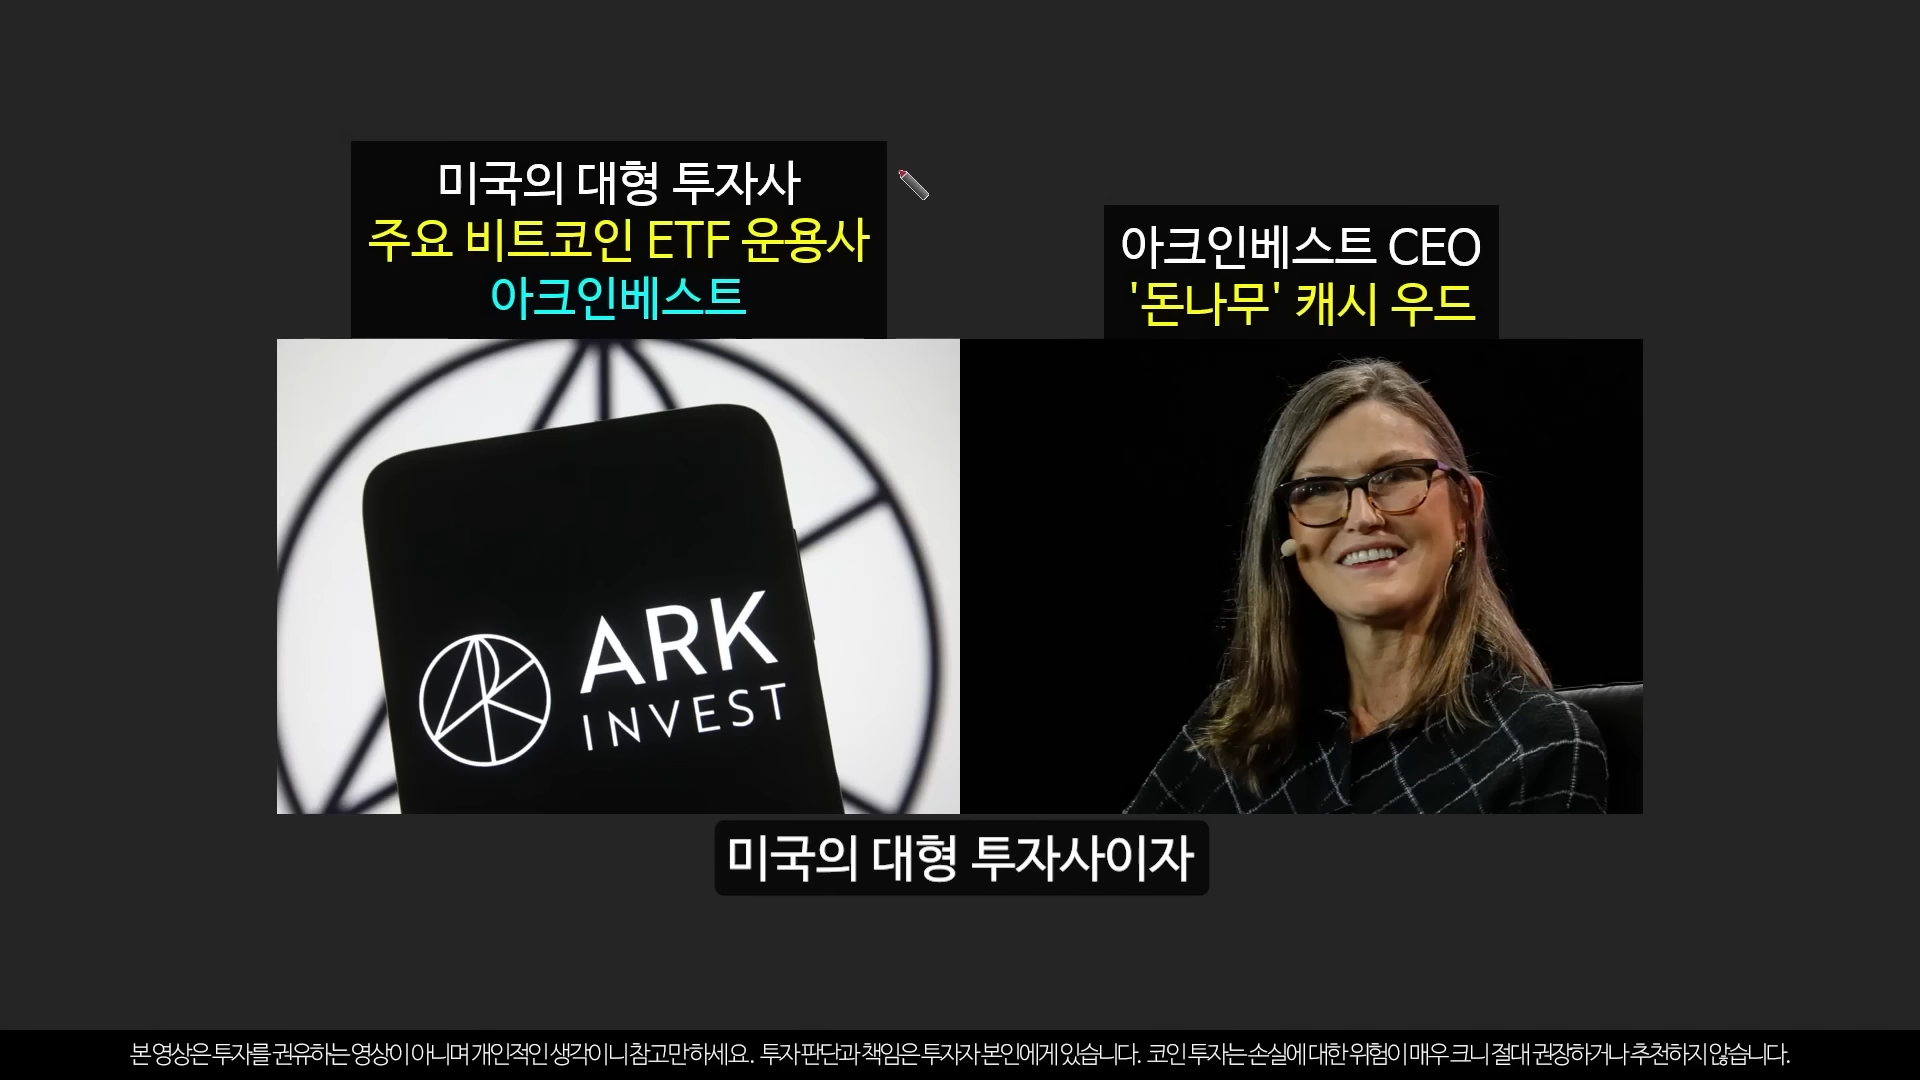 미국의 대형 투자사
주요 비트코인 ETF 운용사
아크인베스트
아크인베스트 CEO
'돈나무' 캐시 우드
ARK
INVEST
미국의 대형 투자사이자
본 영상은 투자를 권유하는 영상이 아니며 개인적인 생각이니 참고만 하세요. 투자 판단과 책임은 투자자 본인에게 있습니다. 코인 투자는 손실에 대한 위험이 매우 크니 절대 권장하거나 추천하지 않습니다.